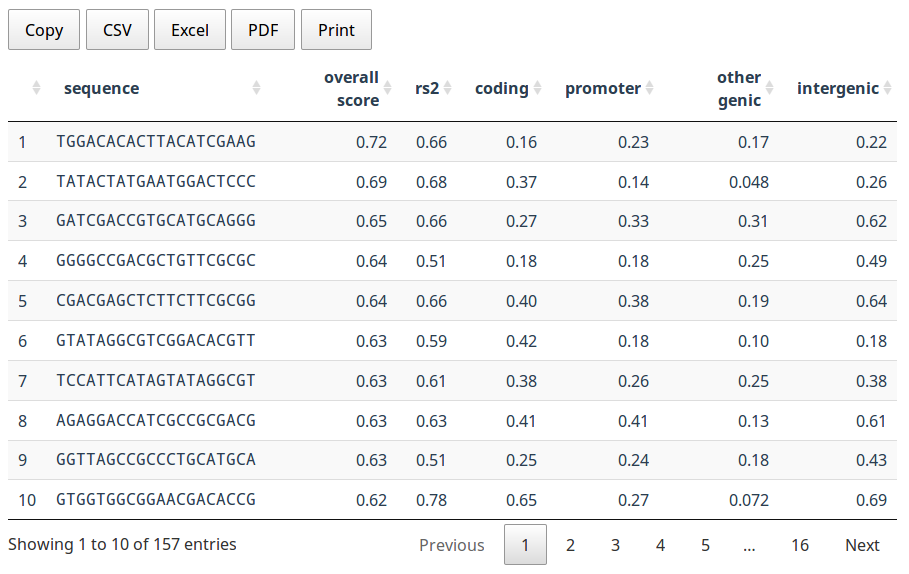 Copy CSV Excel PDF Print
sequence overall score rs2 coding promoter other genic intergenic
1 TGGACACACTTACATCGAAG 0.72 0.66 0.16 0.23 0.17 0.22
2 TATACTATGAATGGACTCCC 0.69 0.68 0.37 0.14 0.048 0.26
3 GATCGACCGTGCATGCAGGG 0.65 0.66 0.27 0.33 0.31 0.62
4 GGGGCCGACGCTGTTCGCGC 0.64 0.51 0.18 0.18 0.25 0.49
5 CGACGAGCTCTTCTTCGCGG 0.64 0.66 0.40 0.38 0.19 0.64
6 GTATAGGCGTCGGACACGTT 0.63 0.59 0.42 0.18 0.10 0.18
7 TCCATTCATAGTATAGGCGT 0.63 0.61 0.38 0.26 0.25 0.38
8 AGAGGACCATCGCCGCGACG 0.63 0.63 0.41 0.41 0.13 0.61
9 GGTTAGCCGCCCTGCATGCA 0.63 0.51 0.25 0.24 0.18 0.43
10 GTGGTGGCGGAACGACACCG 0.62 0.78 0.65 0.27 0.072 0.69
Showing 1 to 10 of 157 entries Previous 1 2 3 4 5 ... 16 Next